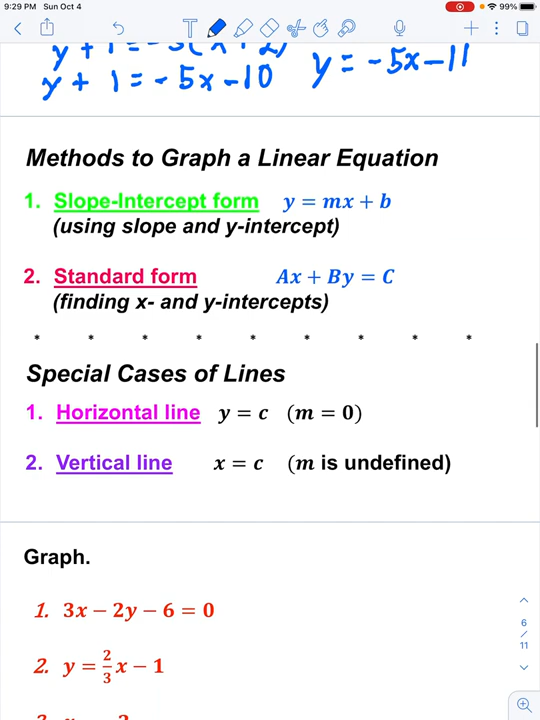 9:29 PM Sun Oct 4 99%
y + 1 = -5(x + 2)
y + 1 = -5x - 10 y = -5x - 11
Methods to Graph a Linear Equation
1. Slope-Intercept form y = mx + b
(using slope and y-intercept)
2. Standard form Ax + By = C
(finding x- and y-intercepts)
* * * * * * * * *
Special Cases of Lines
1. Horizontal line y = c (m = 0)
2. Vertical line x = c (m is undefined)
Graph.
1. 3x − 2y − 6 = 0
2. y = 2/3 x − 1
6
/
11